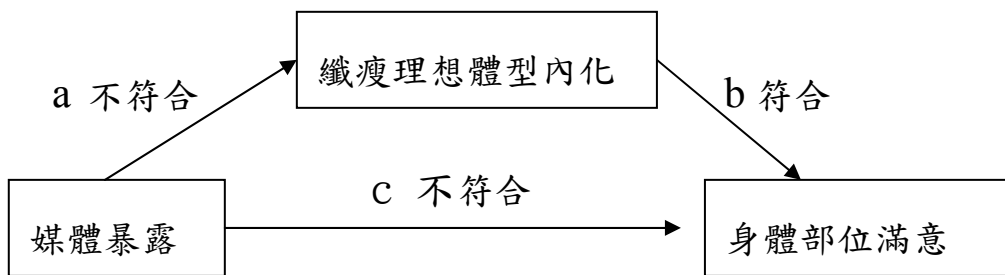 纖瘦理想體型內化
a 不符合
b 符合
c 不符合
媒體暴露
身體部位滿意